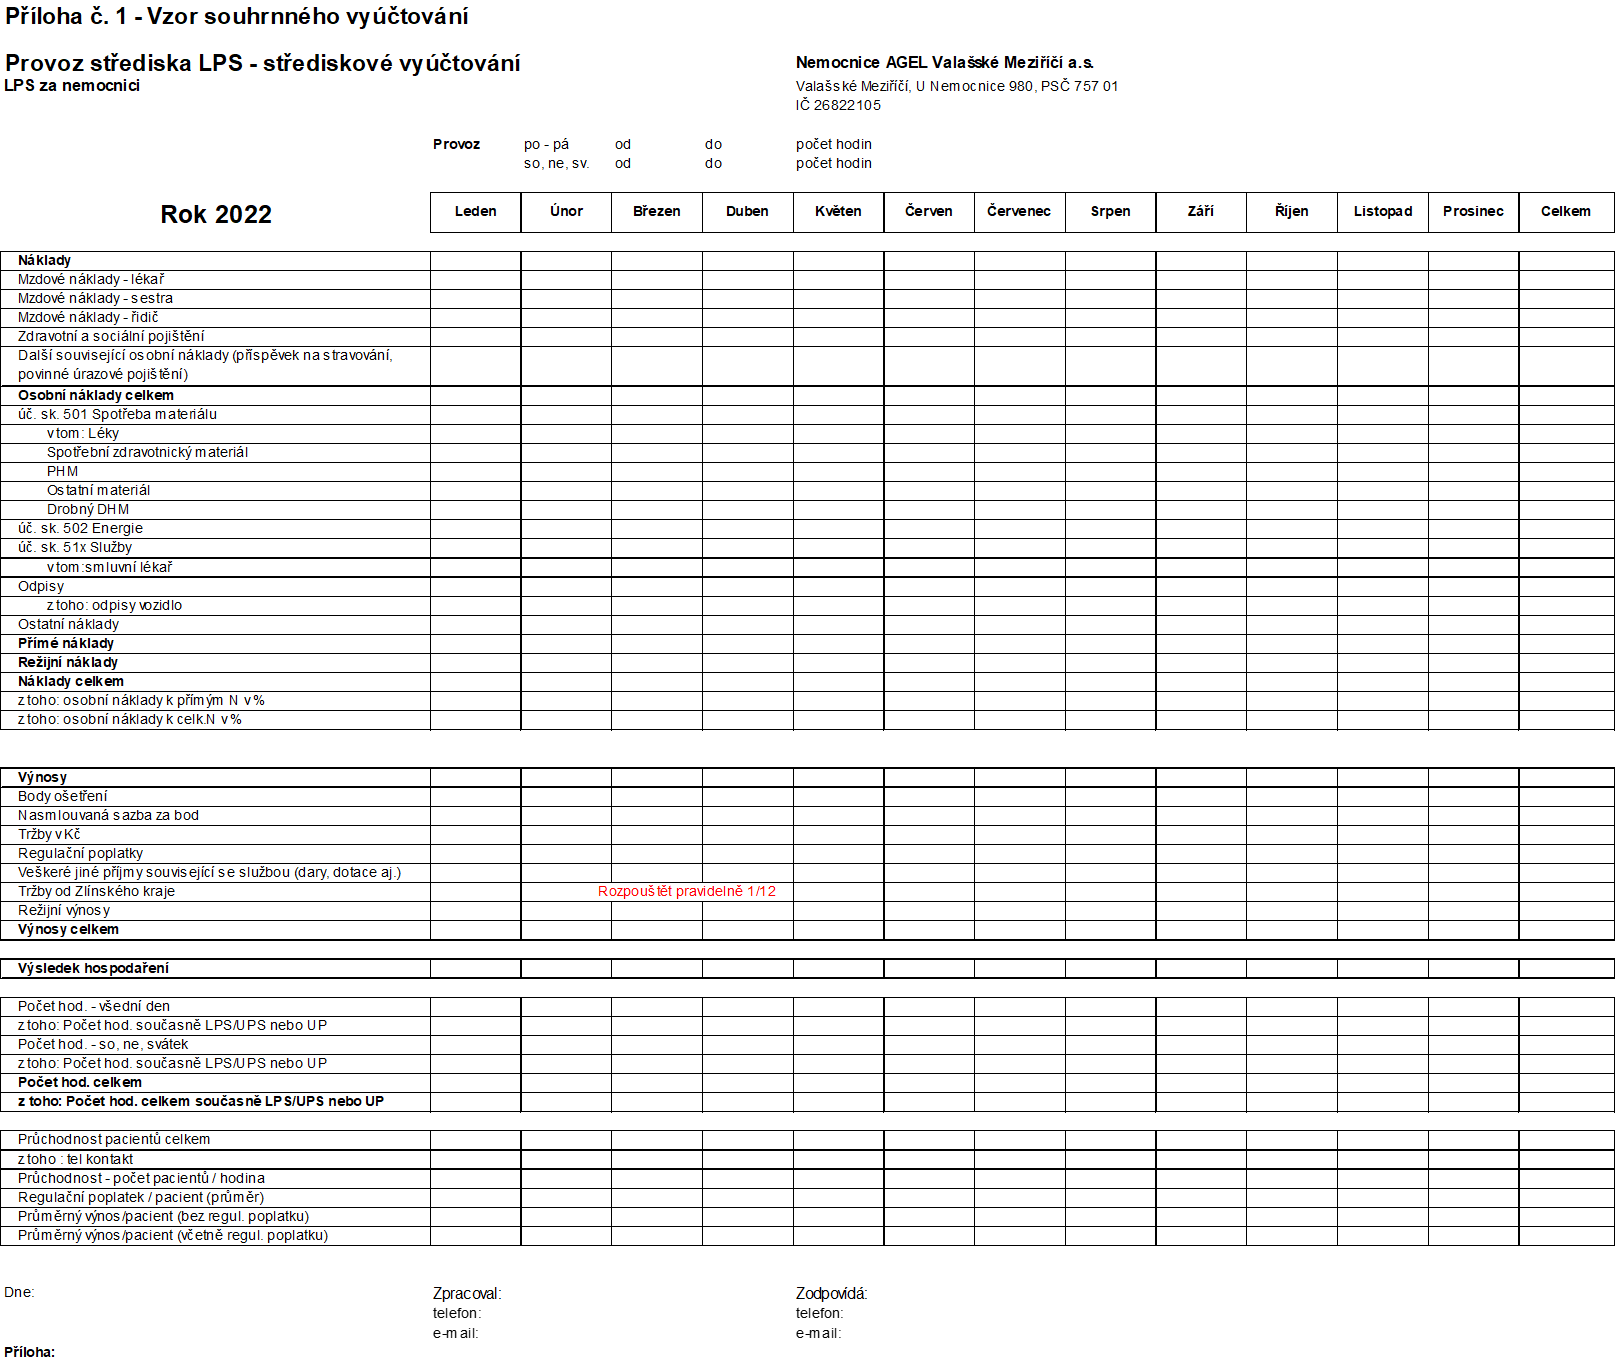 Příloha č. 1 - Vzor souhrnného vyúčtování
Provoz střediska LPS - střediskové vyúčtování
Nemocnice AGEL Valašské Meziříčí a.s.
LPS za nemocnici
Valašské Meziříčí, U Nemocnice 980, PSČ 757 01
IČ 26822105
Provoz po - pá od do počet hodin
so, ne, sv. od do počet hodin
Rok 2022 Leden Únor Březen Duben Květen Červen Červenec Srpen Září Říjen Listopad Prosinec Celkem
Náklady
Mzdové náklady - lékař
Mzdové náklady - sestra
Mzdové náklady - řidič
Zdravotní a sociální pojištění
Další související osobní náklady (příspěvek na stravování,
povinné úrazové pojištění)
Osobní náklady celkem
úč. sk. 501 Spotřeba materiálu
v tom: Léky
Spotřební zdravotnický materiál
PHM
Ostatní materiál
Drobný DHM
úč. sk. 502 Energie
úč. sk. 51x Služby
v tom:smluvní lékař
Odpisy
z toho: odpisy vozidlo
Ostatní náklady
Přímé náklady
Režijní náklady
Náklady celkem
z toho: osobní náklady k přímým N v %
z toho: osobní náklady k celk.N v %
Výnosy
Body ošetření
Nasmlouvaná sazba za bod
Tržby v Kč
Regulační poplatky
Veškeré jiné příjmy související se službou (dary, dotace aj.)
Tržby od Zlínského kraje Rozpouštět pravidelně 1/12
Režijní výnosy
Výnosy celkem
Výsledek hospodaření
Počet hod. - všední den
z toho: Počet hod. současně LPS/UPS nebo UP
Počet hod. - so, ne, svátek
z toho: Počet hod. současně LPS/UPS nebo UP
Počet hod. celkem
z toho: Počet hod. celkem současně LPS/UPS nebo UP
Průchodnost pacientů celkem
z toho : tel kontakt
Průchodnost - počet pacientů / hodina
Regulační poplatek / pacient (průměr)
Průměrný výnos/pacient (bez regul. poplatku)
Průměrný výnos/pacient (včetně regul. poplatku)
Dne: Zpracoval: Zodpovídá:
telefon: telefon:
e-mail: e-mail:
Příloha: